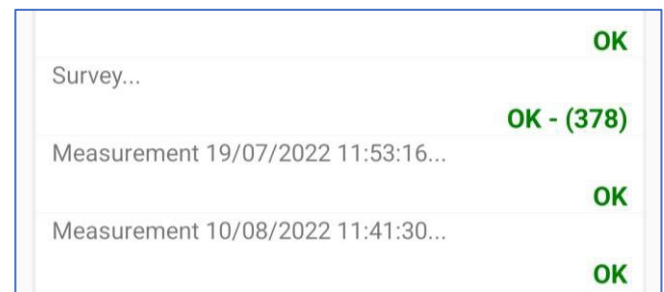 OK
Survey...
OK - (378)
Measurement 19/07/2022 11:53:16...
OK
Measurement 10/08/2022 11:41:30...
OK